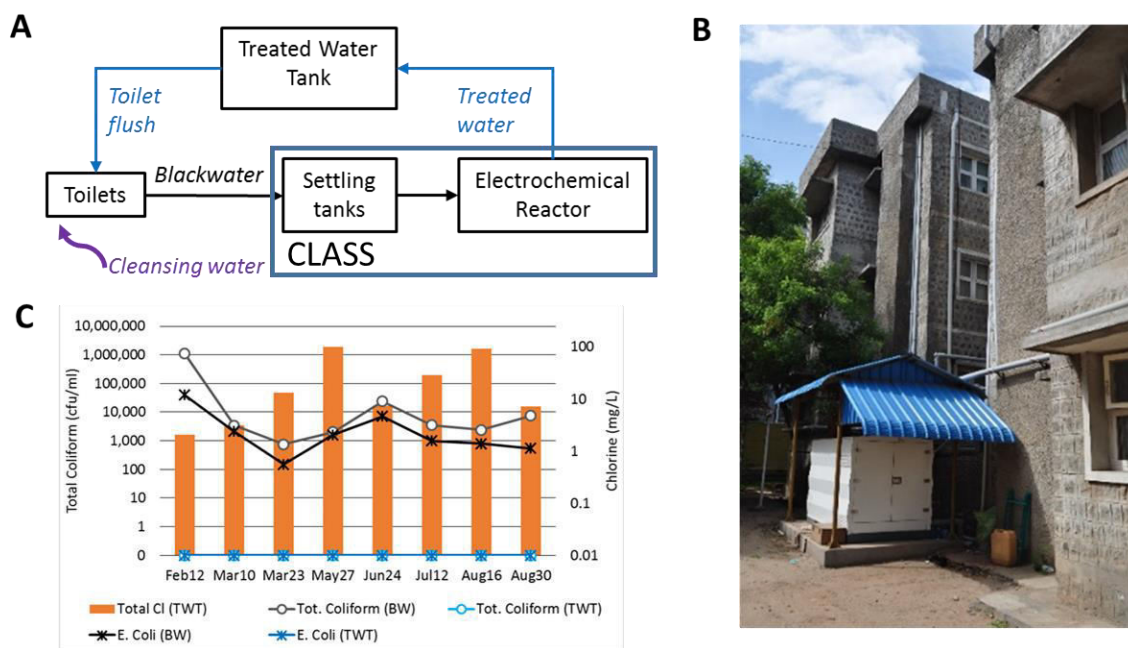 A
Treated Water
Tank
Toilet
flush
Treated
water
Blackwater
Toilets
Settling
tanks
Electrochemical
Reactor
CLASS
Cleansing water
B
C
Total Coliform (cfu/ml)
10,000,000
1,000,000
100,000
10,000
1,000
100
10
1
0
100
10
1
0.1
0.01
Chlorine (mg/L)
Feb12 Mar10 Mar23 May27 Jun24 Jul12 Aug16 Aug30
Total Cl (TWT) Tot. Coliform (BW) Tot. Coliform (TWT)
E. Coli (BW) E. Coli (TWT)